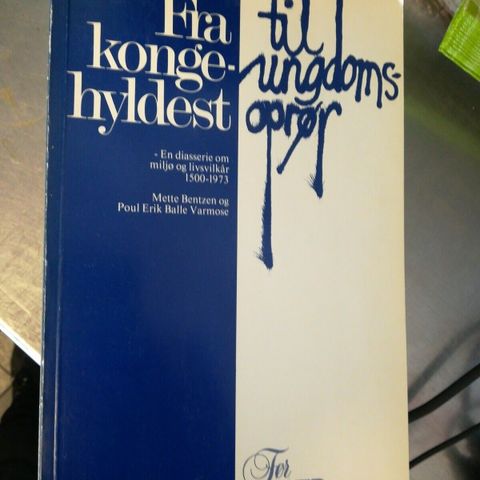 Fra
konge-
hyldest
til
ungdoms-
oprør
- En diasserie om
miljø og livsvilkår
1500-1973
Mette Bentzen og
Poul Erik Balle Varmose